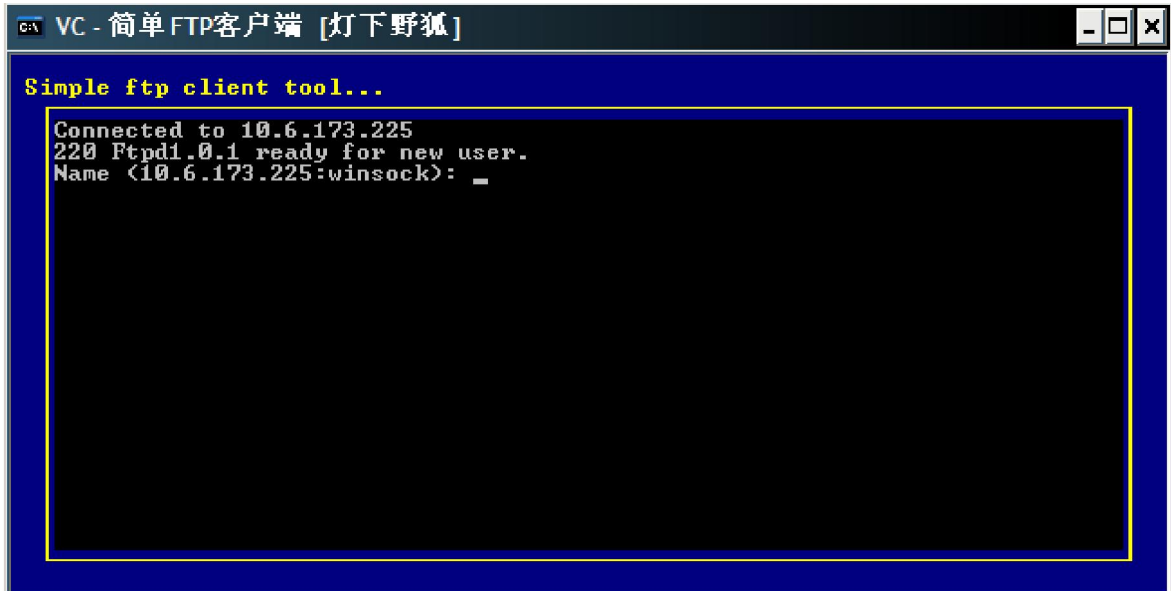 VC - 简单FTP客户端 [灯下野狐]
Simple ftp client tool...
Connected to 10.6.173.225
220 Ftpd1.0.1 ready for new user.
Name (10.6.173.225:winsock): _